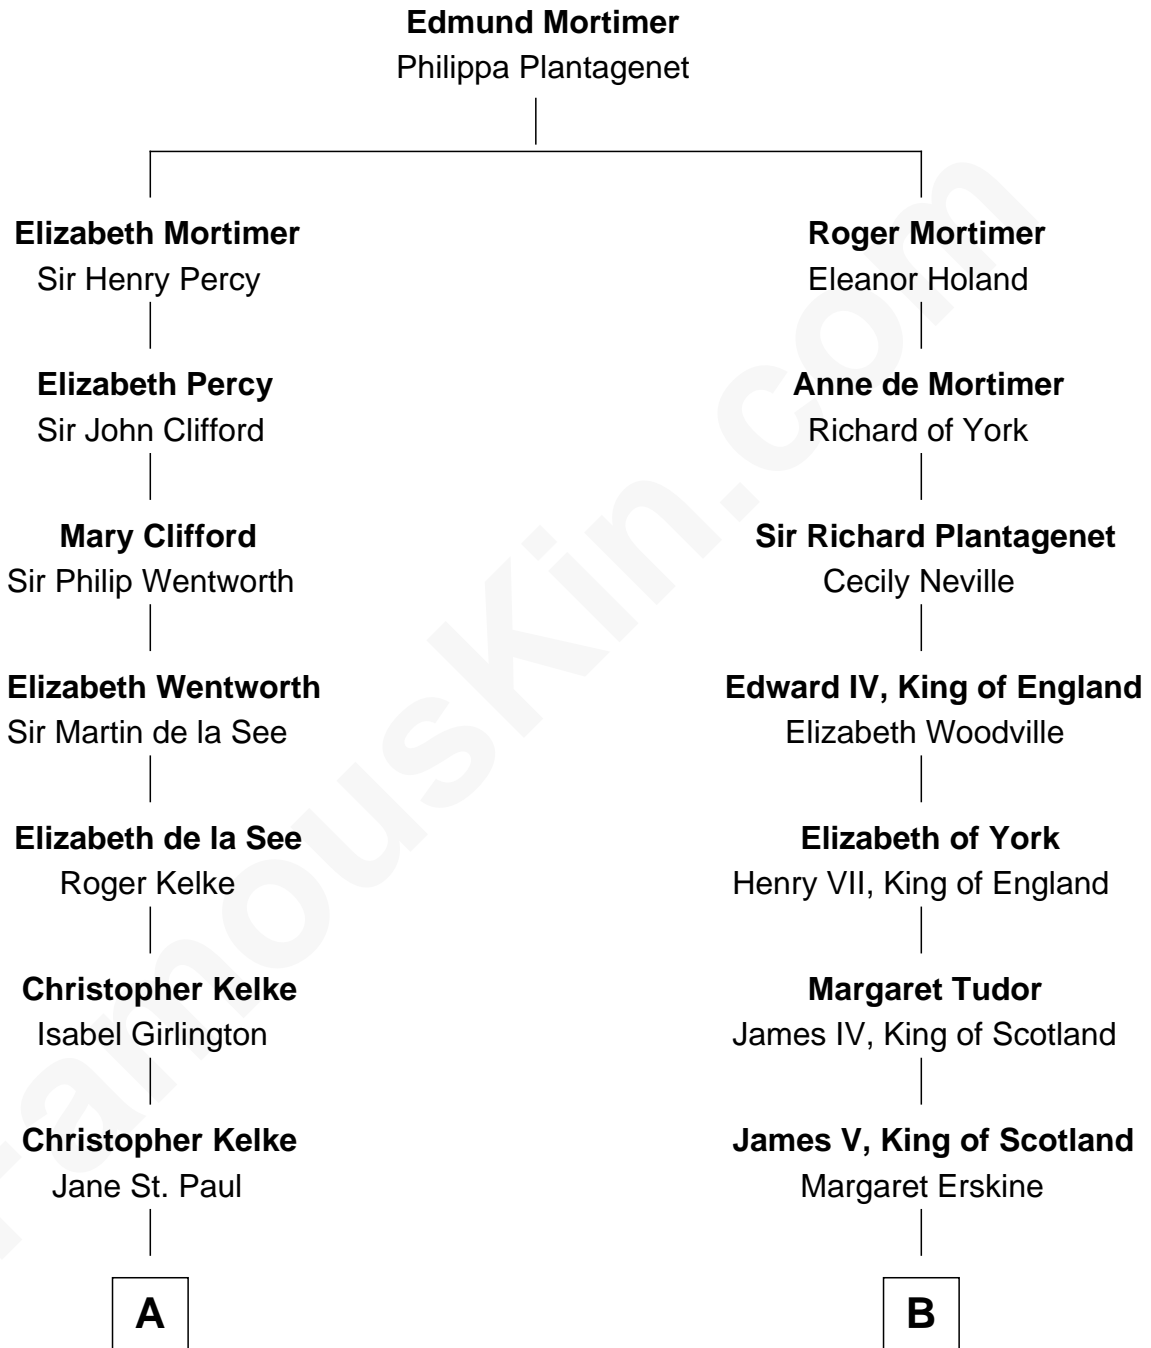 Edmund Mortimer
Philippa Plantagenet
Elizabeth Mortimer
Sir Henry Percy
Roger Mortimer
Eleanor Holand
Elizabeth Percy
Sir John Clifford
Anne de Mortimer
Richard of York
Mary Clifford
Sir Philip Wentworth
Sir Richard Plantagenet
Cecily Neville
Elizabeth Wentworth
Sir Martin de la See
Edward IV, King of England
Elizabeth Woodville
Elizabeth de la See
Roger Kelke
Elizabeth of York
Henry VII, King of England
Christopher Kelke
Isabel Girlington
Margaret Tudor
James IV, King of Scotland
Christopher Kelke
Jane St. Paul
James V, King of Scotland
Margaret Erskine
A
B
FamousKin.com